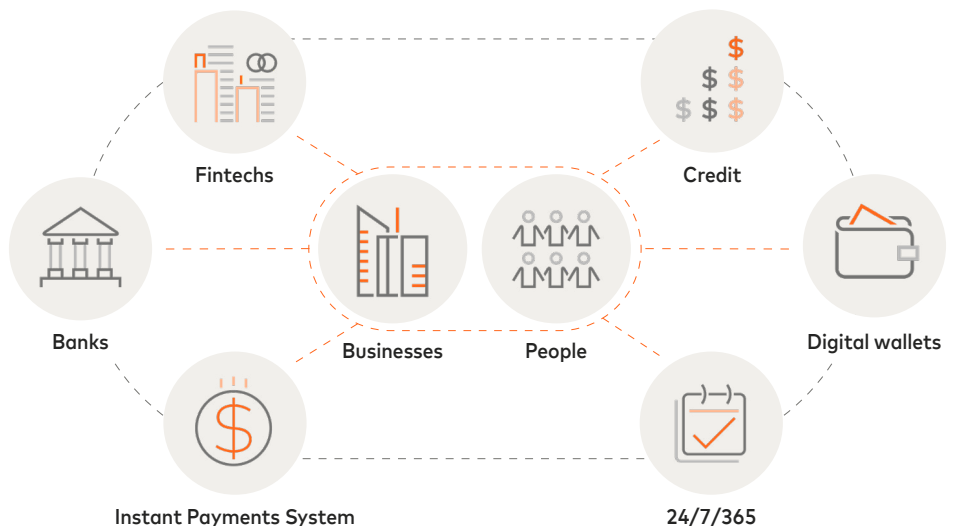 Fintechs
Credit
Banks
Businesses
People
Digital wallets
Instant Payments System
24/7/365